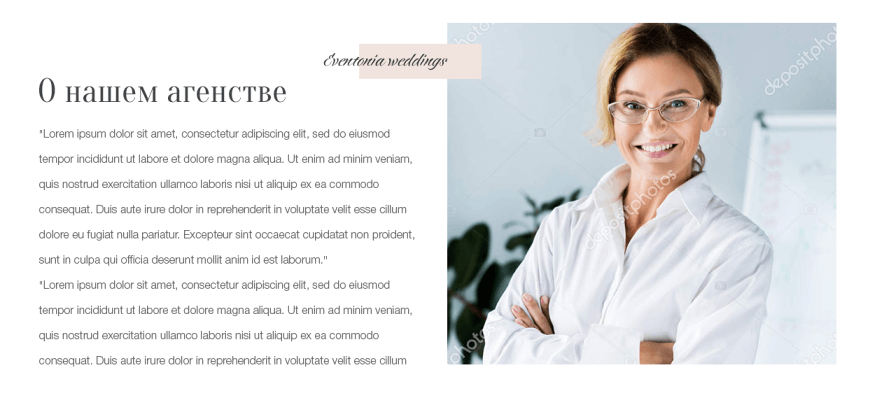 Eventonia weddings
О нашем агенстве
"Lorem ipsum dolor sit amet, consectetur adipiscing elit, sed do eiusmod
tempor incididunt ut labore et dolore magna aliqua. Ut enim ad minim veniam,
quis nostrud exercitation ullamco laboris nisi ut aliquip ex ea commodo
consequat. Duis aute irure dolor in reprehenderit in voluptate velit esse cillum
dolore eu fugiat nulla pariatur. Excepteur sint occaecat cupidatat non proident,
sunt in culpa qui officia deserunt mollit anim id est laborum."
"Lorem ipsum dolor sit amet, consectetur adipiscing elit, sed do eiusmod
tempor incididunt ut labore et dolore magna aliqua. Ut enim ad minim veniam,
quis nostrud exercitation ullamco laboris nisi ut aliquip ex ea commodo
consequat. Duis aute irure dolor in reprehenderit in voluptate velit esse cillum
depositphotos